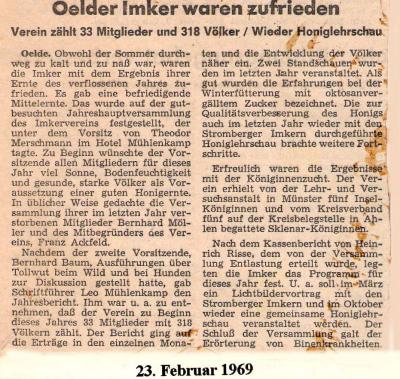 Oelder Imker waren zufrieden
Verein zählt 33 Mitglieder und 318 Völker / Wieder Honiglehrschau
Oelde. Obwohl der Sommer durch-
weg zu kalt und zu naß war, waren
die Imker mit dem Ergebnis ihrer
Ernte des verflossenen Jahres zu-
frieden. Es gab eine befriedigende
Mittelernte. Das wurde auf der gut-
besuchten Jahreshauptversammlung
des Imkervereins festgestellt, der
unter dem Vorsitz von Theodor
Merschmann im Hotel Mühlenkamp
tagte. Zu Beginn wünschte der Vor-
sitzende allen Mitgliedern für dieses
Jahr viel Sonne, Bodenfeuchtigkeit
und gesunde, starke Völker als Vor-
aussetzung einer guten Honigernte.
In üblicher Weise gedachte die Ver-
sammlung ihrer im letzten Jahr ver-
storbenen Mitglieder Bernhard Möl-
ler und des Mitbegründers des Ver-
eins, Franz Ackfeld.
Nachdem der zweite Vorsitzende,
Bernhard Baum, Ausführungen über
Tollwut beim Wild und bei Hunden
zur Diskussion gestellt hatte, gab
Schriftführer Leo Mühlenkamp den
Jahresbericht. Ihm war u. a. zu ent-
nehmen, daß der Verein zu Beginn
dieses Jahres 33 Mitglieder mit 318
Völkern zählt. Der Bericht ging auf
die Erträge in den einzelnen Mona-
ten und die Entwicklung der Völker
näher ein. Zwei Standschauen wur-
den im letzten Jahr veranstaltet. Als
gut wurden die Erfahrungen bei der
Winterfütterung mit oktosanver-
gälltem Zucker bezeichnet. Die zur
Qualitätsverbesserung des Honigs
auch im letzten Jahr wieder mit den
Stromberger Imkern durchgeführte
Honiglehrschau brachte weitere Fort-
schritte.
Erfreulich waren die Ergebnisse
mit der Königinnenzucht. Der Ver-
ein erhielt von der Lehr- und Ver-
suchsanstalt in Münster fünf Insel-
Königinnen und vom Kreisverband
fünf auf der Kreisbelegstelle in Ah-
len begattete Sklenar-Königinnen.
Nach dem Kassenbericht von Hein-
rich Risse, dem von der Versamm-
lung Entlastung erteilt wurde, leg-
ten die Imker das Programm für
dieses Jahr fest. U. a. soll im März
ein Lichtbildervortrag mit den
Stromberger Imkern und im Oktober
wieder eine gemeinsame Honiglehr-
schau veranstaltet werden. Der
Schluß der Versammlung galt der
Erörterung von Bienenkrankheiten.
23. Februar 1969